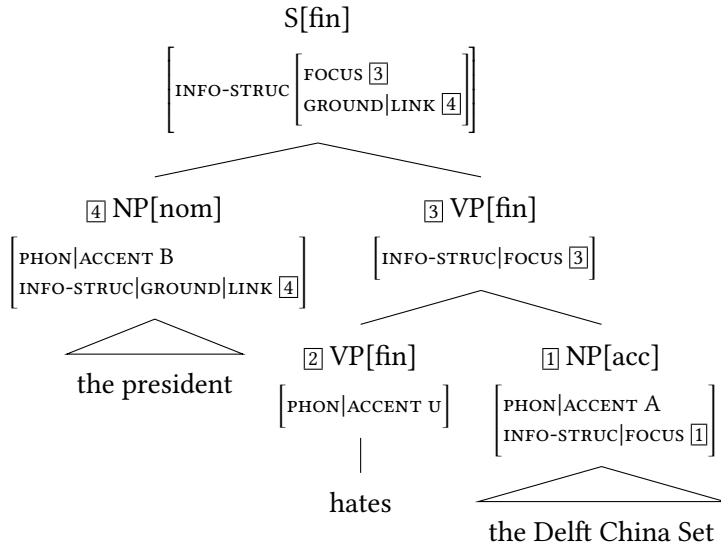 S[fin]
INFO-STRUC [FOCUS 3
GROUND|LINK 4]
4 NP[nom]
3 VP[fin]
[PHON|ACCENT B
INFO-STRUC|GROUND|LINK 4]
[INFO-STRUC|FOCUS 3]
the president
2 VP[fin]
1 NP[acc]
[PHON|ACCENT U]
[PHON|ACCENT A
INFO-STRUC|FOCUS 1]
hates
the Delft China Set